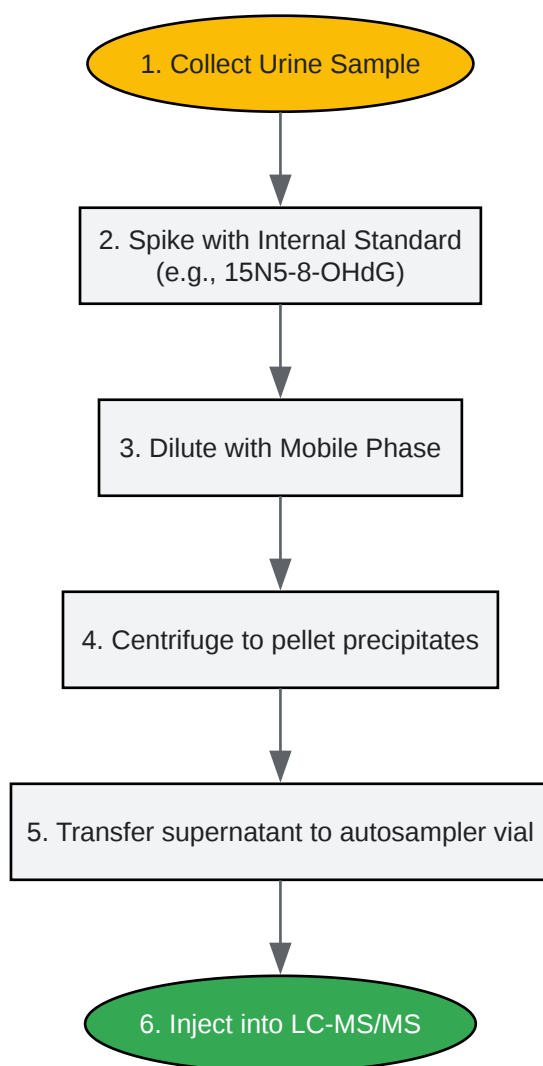 1. Collect Urine Sample
2. Spike with Internal Standard
(e.g., 15N5-8-OHdG)
3. Dilute with Mobile Phase
4. Centrifuge to pellet precipitates
5. Transfer supernatant to autosampler vial
6. Inject into LC-MS/MS